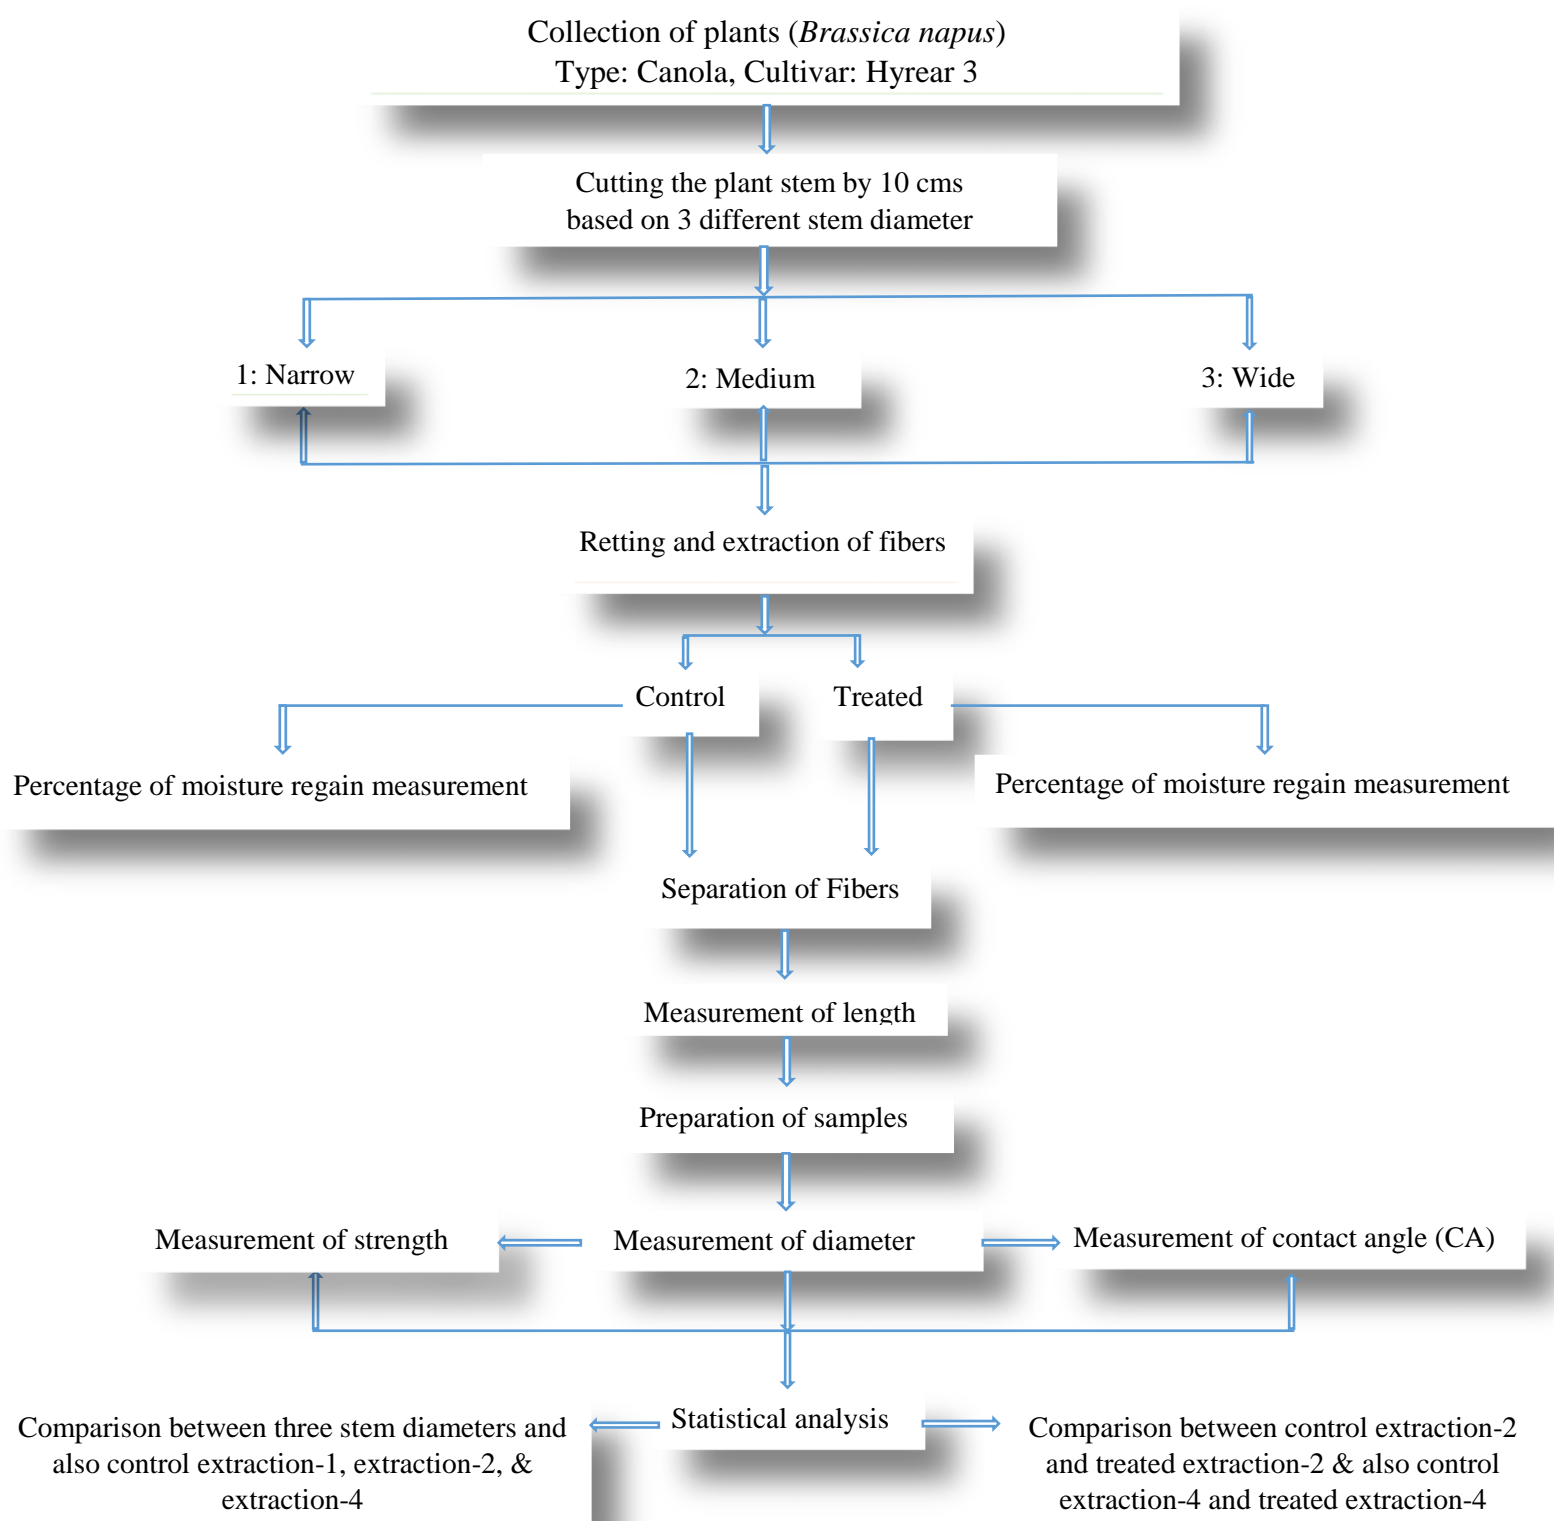 Collection of plants (Brassica napus)
Type: Canola, Cultivar: Hyrear 3
Cutting the plant stem by 10 cms
based on 3 different stem diameter
1: Narrow
2: Medium
3: Wide
Retting and extraction of fibers
Control
Treated
Percentage of moisture regain measurement
Percentage of moisture regain measurement
Separation of Fibers
Measurement of length
Preparation of samples
Measurement of strength
Measurement of diameter
Measurement of contact angle (CA)
Statistical analysis
Comparison between three stem diameters and
also control extraction-1, extraction-2, &
extraction-4
Comparison between control extraction-2
and treated extraction-2 & also control
extraction-4 and treated extraction-4